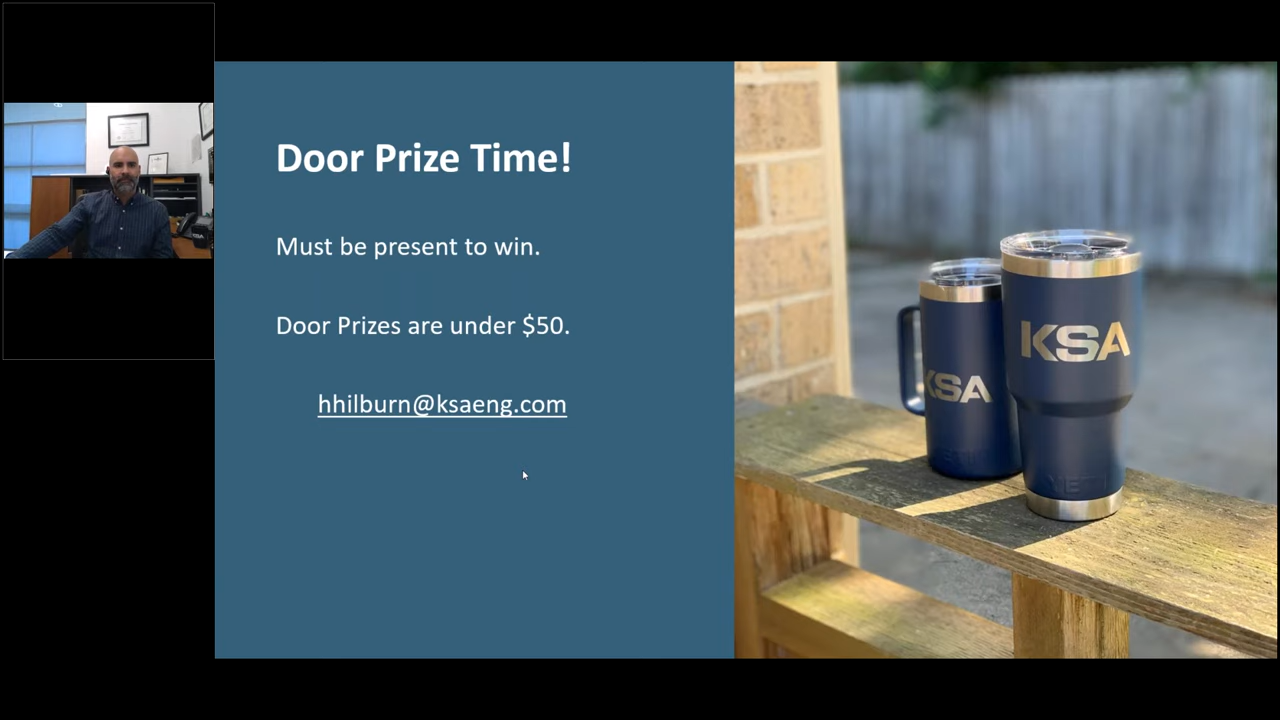 Door Prize Time!
Must be present to win.
Door Prizes are under $50.
hhilburn@ksaeng.com
KSA
KSA